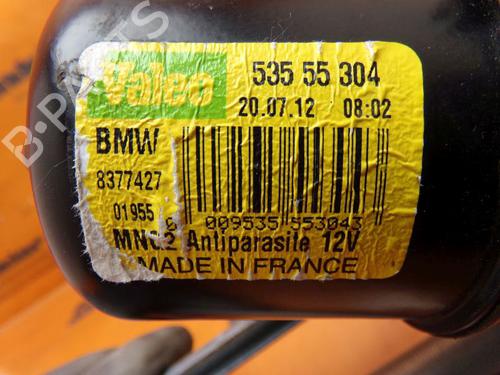 Valeo 535 55 304
20.07.12 08:02
BMW
8377427
01955
009535 553043
Antiparasite 12V
MADE IN FRANCE
B-PARTS